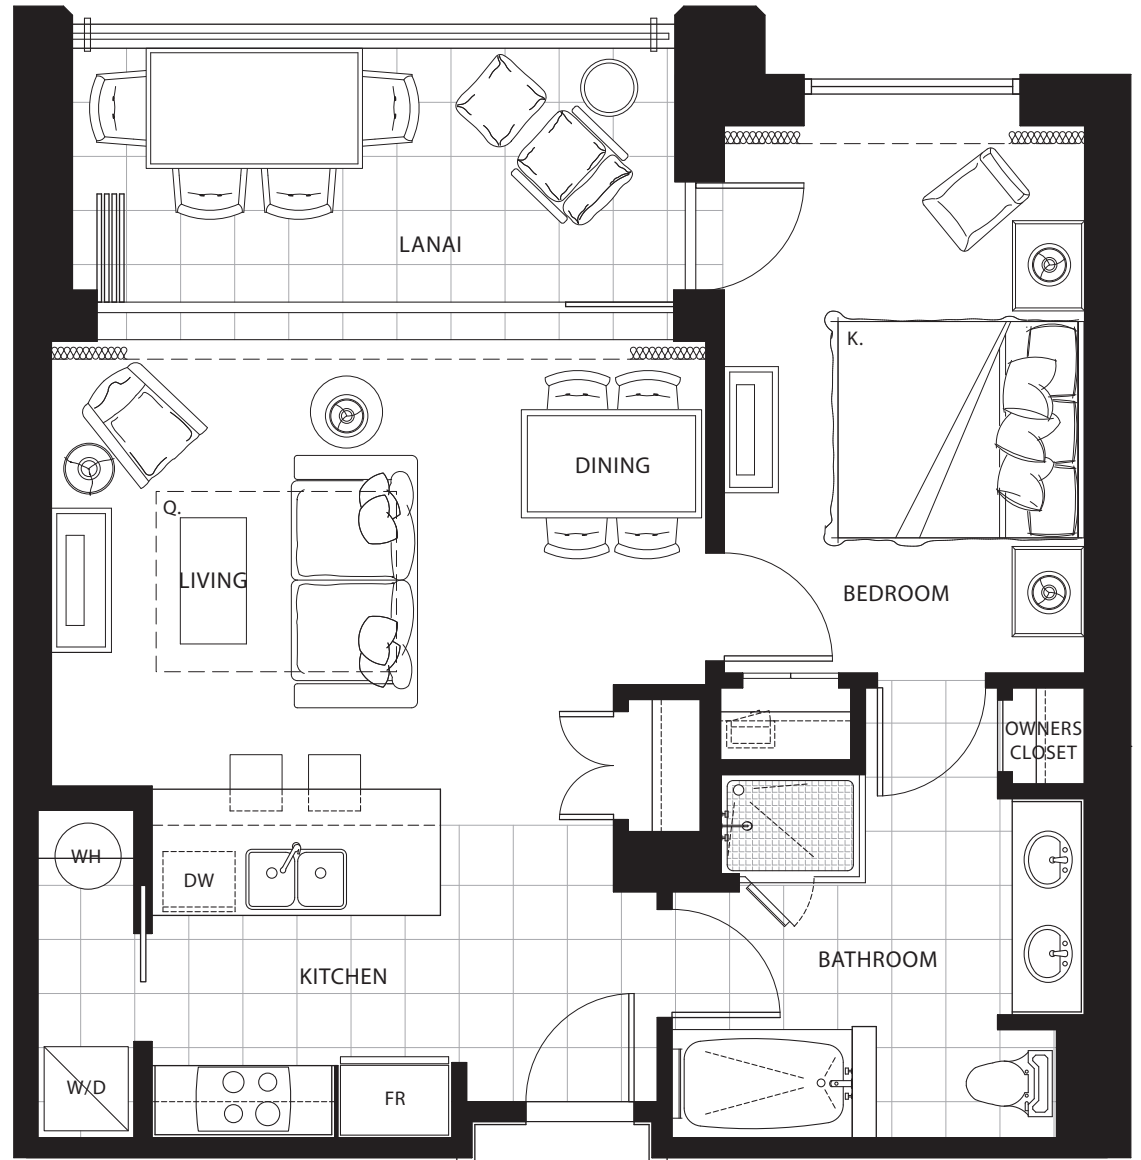 LANAI
K.
DINING
Q.
LIVING
BEDROOM
OWNERS
CLOSET
WH
DW
BATHROOM
KITCHEN
W/D
FR